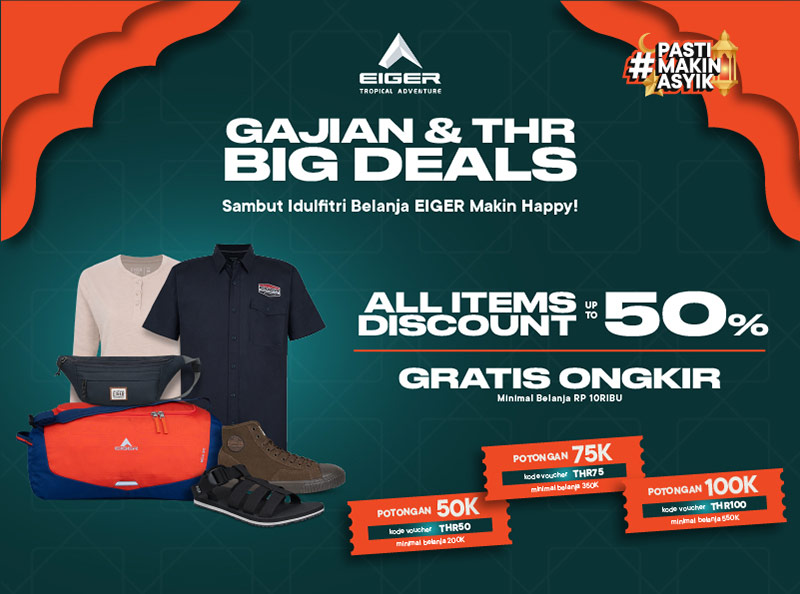 EIGER
TROPICAL ADVENTURE
#PASTI
MAKIN
ASYIK
GAJIAN & THR
BIG DEALS
Sambut Idulfitri Belanja EIGER Makin Happy!
ALL ITEMS
DISCOUNT
UP
TO
50%
GRATIS ONGKIR
Minimal Belanja RP 10RIBU
EIGER
POTONGAN 50K
kode voucher THR50
minimal belanja 200K
POTONGAN 75K
kode voucher THR75
minimal belanja 350K
POTONGAN 100K
kode voucher THR100
minimal belanja 550K